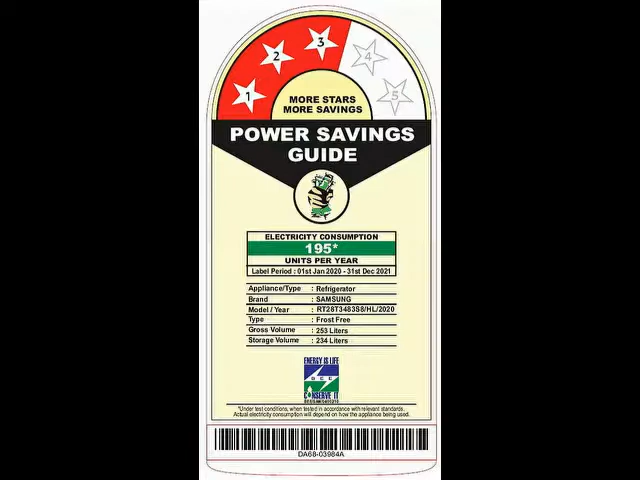 1 2 3 4 5
MORE STARS
MORE SAVINGS
POWER SAVINGS
GUIDE
ELECTRICITY CONSUMPTION
195*
UNITS PER YEAR
Label Period : 01st Jan 2020 - 31st Dec 2021
Appliance/Type : Refrigerator
Brand : SAMSUNG
Model / Year : RT28T3483S8/HL/2020
Type : Frost Free
Gross Volume : 253 Liters
Storage Volume : 234 Liters
ENERGY IS LIFE
BEE
CONSERVE IT
*Under test conditions, when tested in accordance with relevant standards.
Actual electricity consumption will depend on how the appliance being used.
DA68-03984A